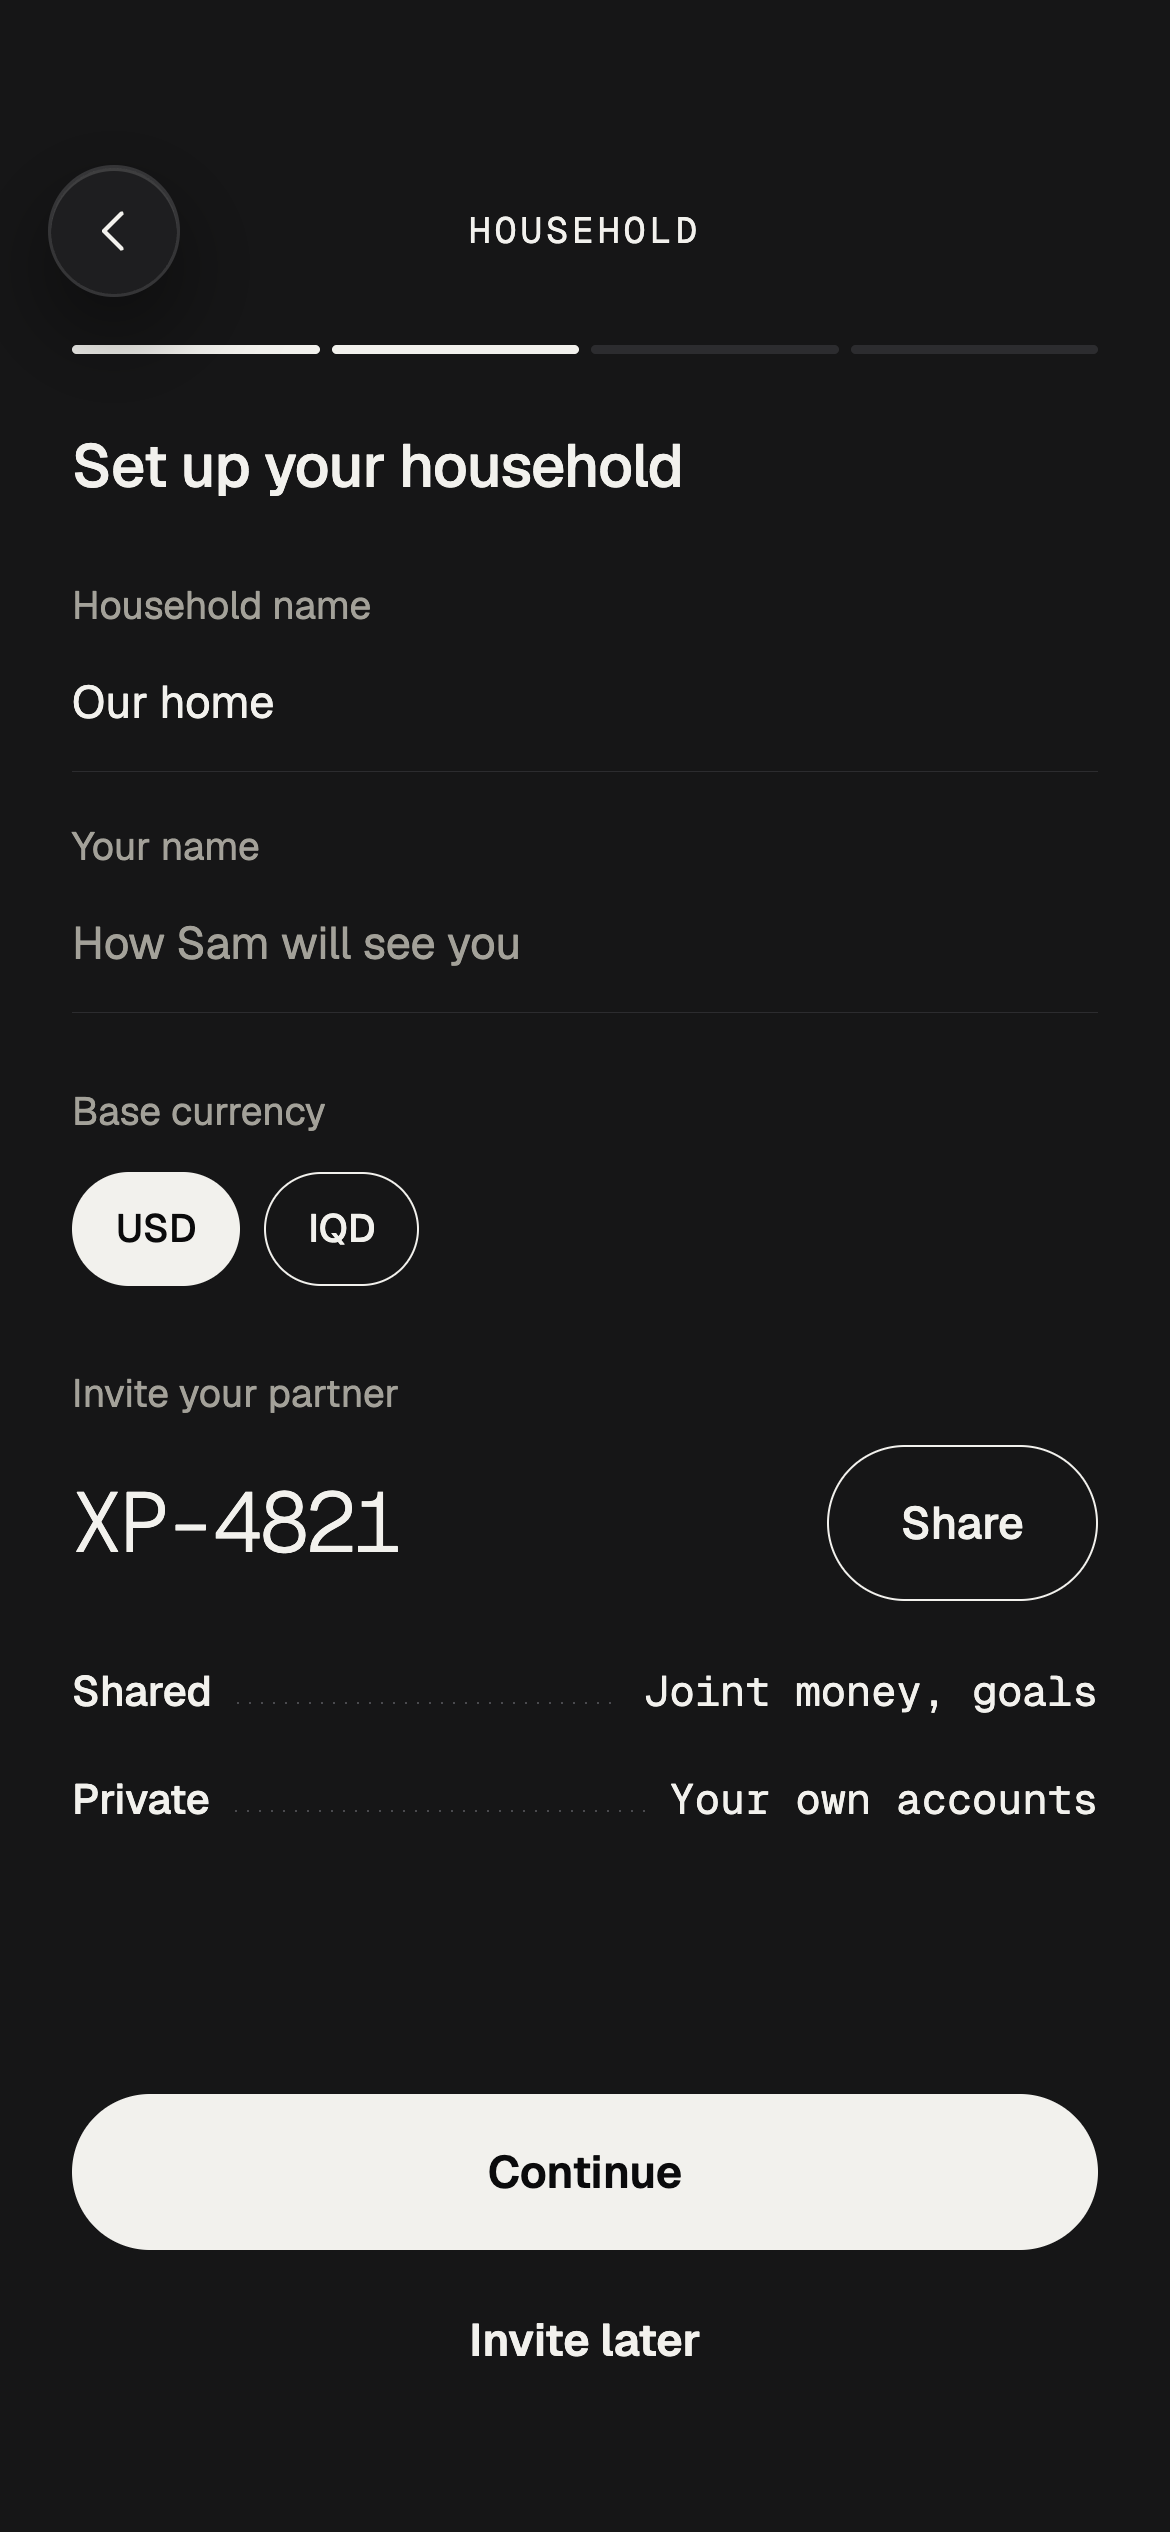 HOUSEHOLD
Set up your household
Household name
Our home
Your name
How Sam will see you
Base currency
USD IQD
Invite your partner
XP-4821 Share
Shared Joint money, goals
Private Your own accounts
Continue
Invite later